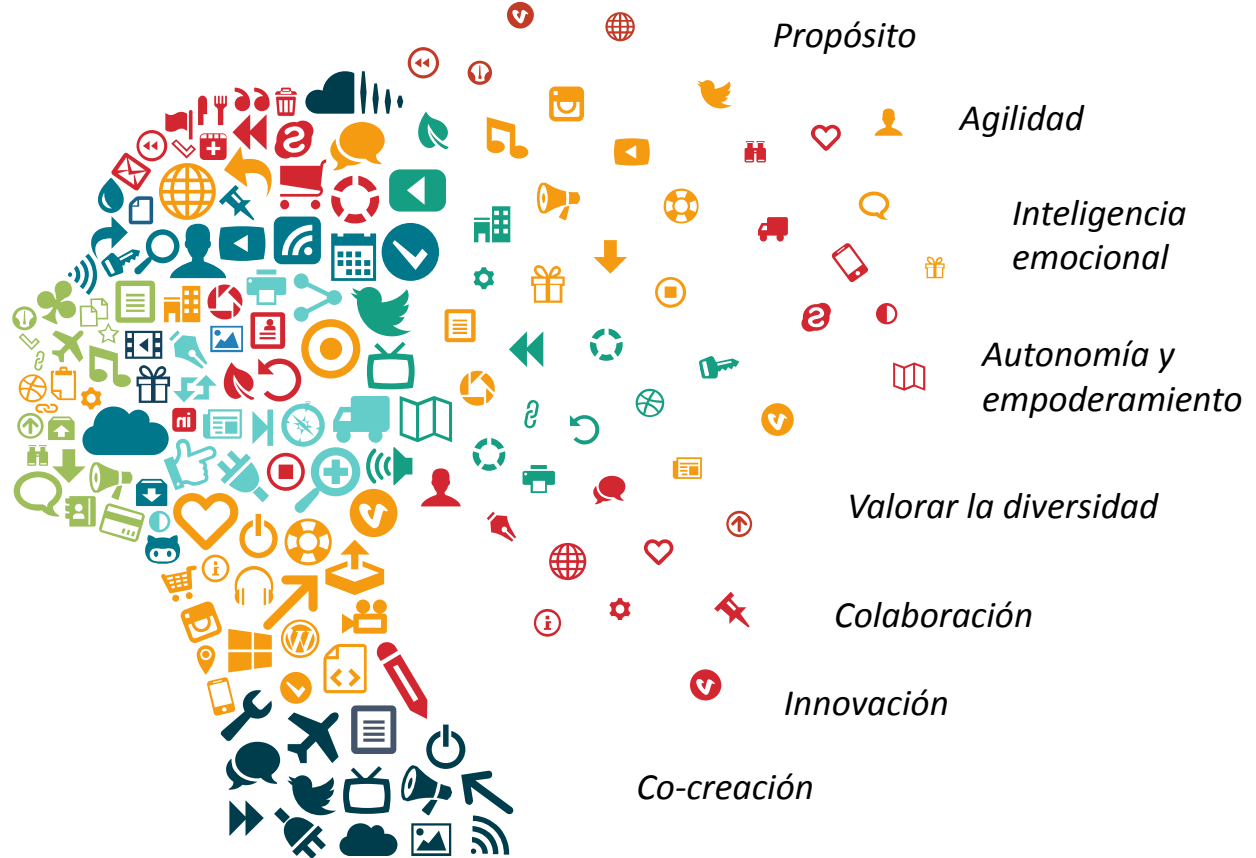 Propósito
Agilidad
Inteligencia
emocional
Autonomía y
empoderamiento
Valorar la diversidad
Colaboración
Innovación
Co-creación